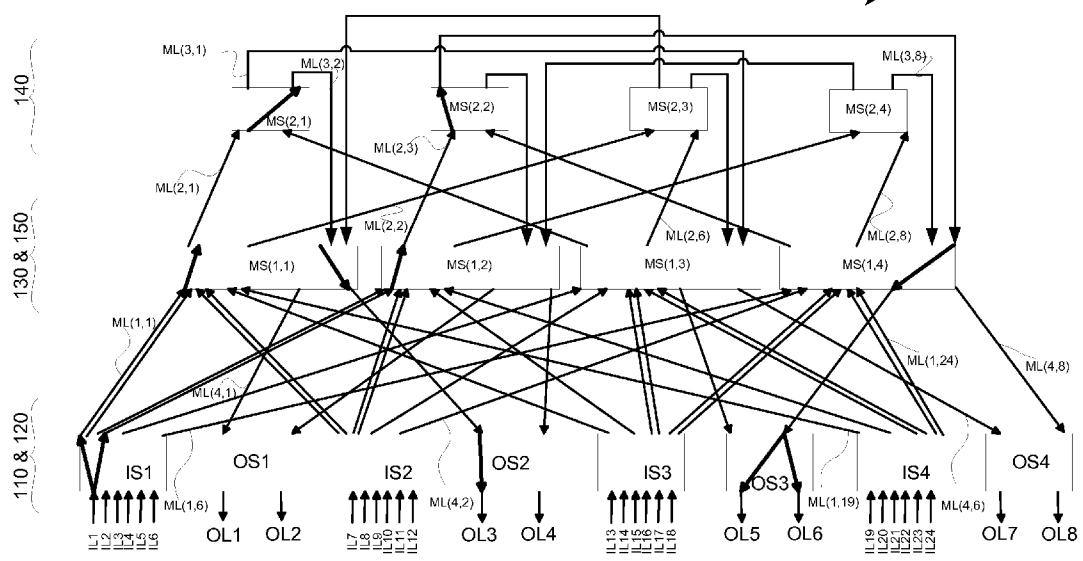 ML(3,1)
ML(3,2)
ML(3,8)
140
MS(2,1)
MS(2,2)
MS(2,3)
MS(2,4)
ML(2,3)
ML(2,1)
ML(2,2)
ML(2,6)
ML(2,8)
130 & 150
MS(1,1)
MS(1,2)
MS(1,3)
MS(1,4)
ML(1,1)
ML(4,1)
ML(1,24)
ML(4,8)
110 & 120
IS1
OS1
IS2
OS2
IS3
OS3
IS4
OS4
ML(1,6)
ML(4,2)
ML(1,19)
ML(4,6)
IL1
IL2
IL3
IL4
IL5
IL6
OL1
OL2
IL7
IL8
IL9
IL10
IL11
IL12
OL3
OL4
IL13
IL14
IL15
IL16
IL17
IL18
OL5
OL6
IL19
IL20
IL21
IL22
IL23
IL24
OL7
OL8